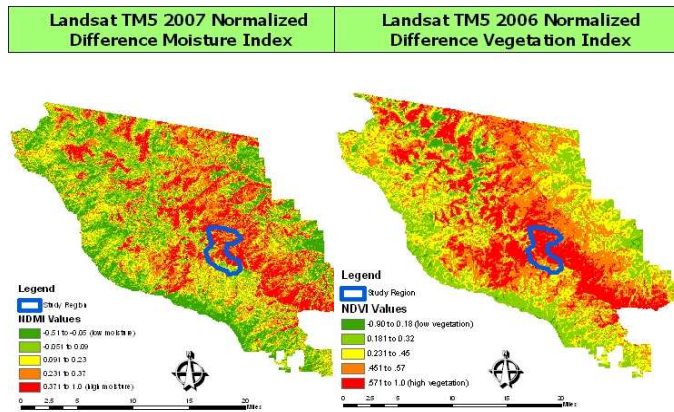 Landsat TM5 2007 Normalized
Difference Moisture Index
Landsat TM5 2006 Normalized
Difference Vegetation Index
Legend
Study Region
NDMI Values
-0.51 to -0.05 (low moisture)
-0.051 to 0.09
0.091 to 0.23
0.231 to 0.37
0.371 to 1.0 (high moisture)
0 2.5 5 10 15 20
Miles
Legend
Study Region
NDVI Values
-0.90 to 0.18 (low vegetation)
0.181 to 0.32
0.231 to .45
.451 to .57
.571 to 1.0 (high vegetation)
0 2.5 5 10 15 20
Miles